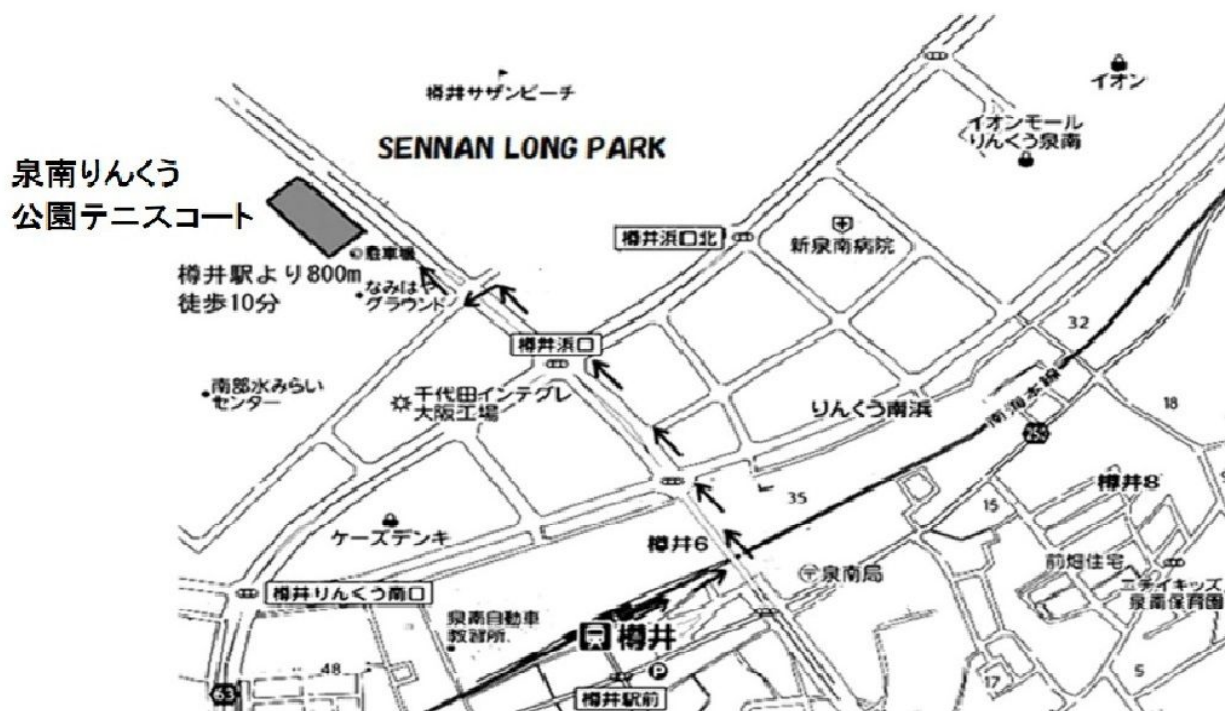 樽井サザンビーチ
SENNAN LONG PARK
イオン
イオンモール
りんくう泉南
泉南りんくう
公園テニスコート
樽井浜口北
新泉南病院
駐車場
樽井駅より800m
徒歩10分
なみはや
グラウンド
樽井浜口
32
南部水みらい
センター
千代田インテグレ
大阪工場
りんくう南浜
南海本線
18
35
15
樽井8
ケーズデンキ
樽井6
泉南局
前畑住宅
ニチイキッズ
泉南保育園
樽井りんくう南口
泉南自動車
教習所
樽井
48
P
63
樽井駅前
17
5